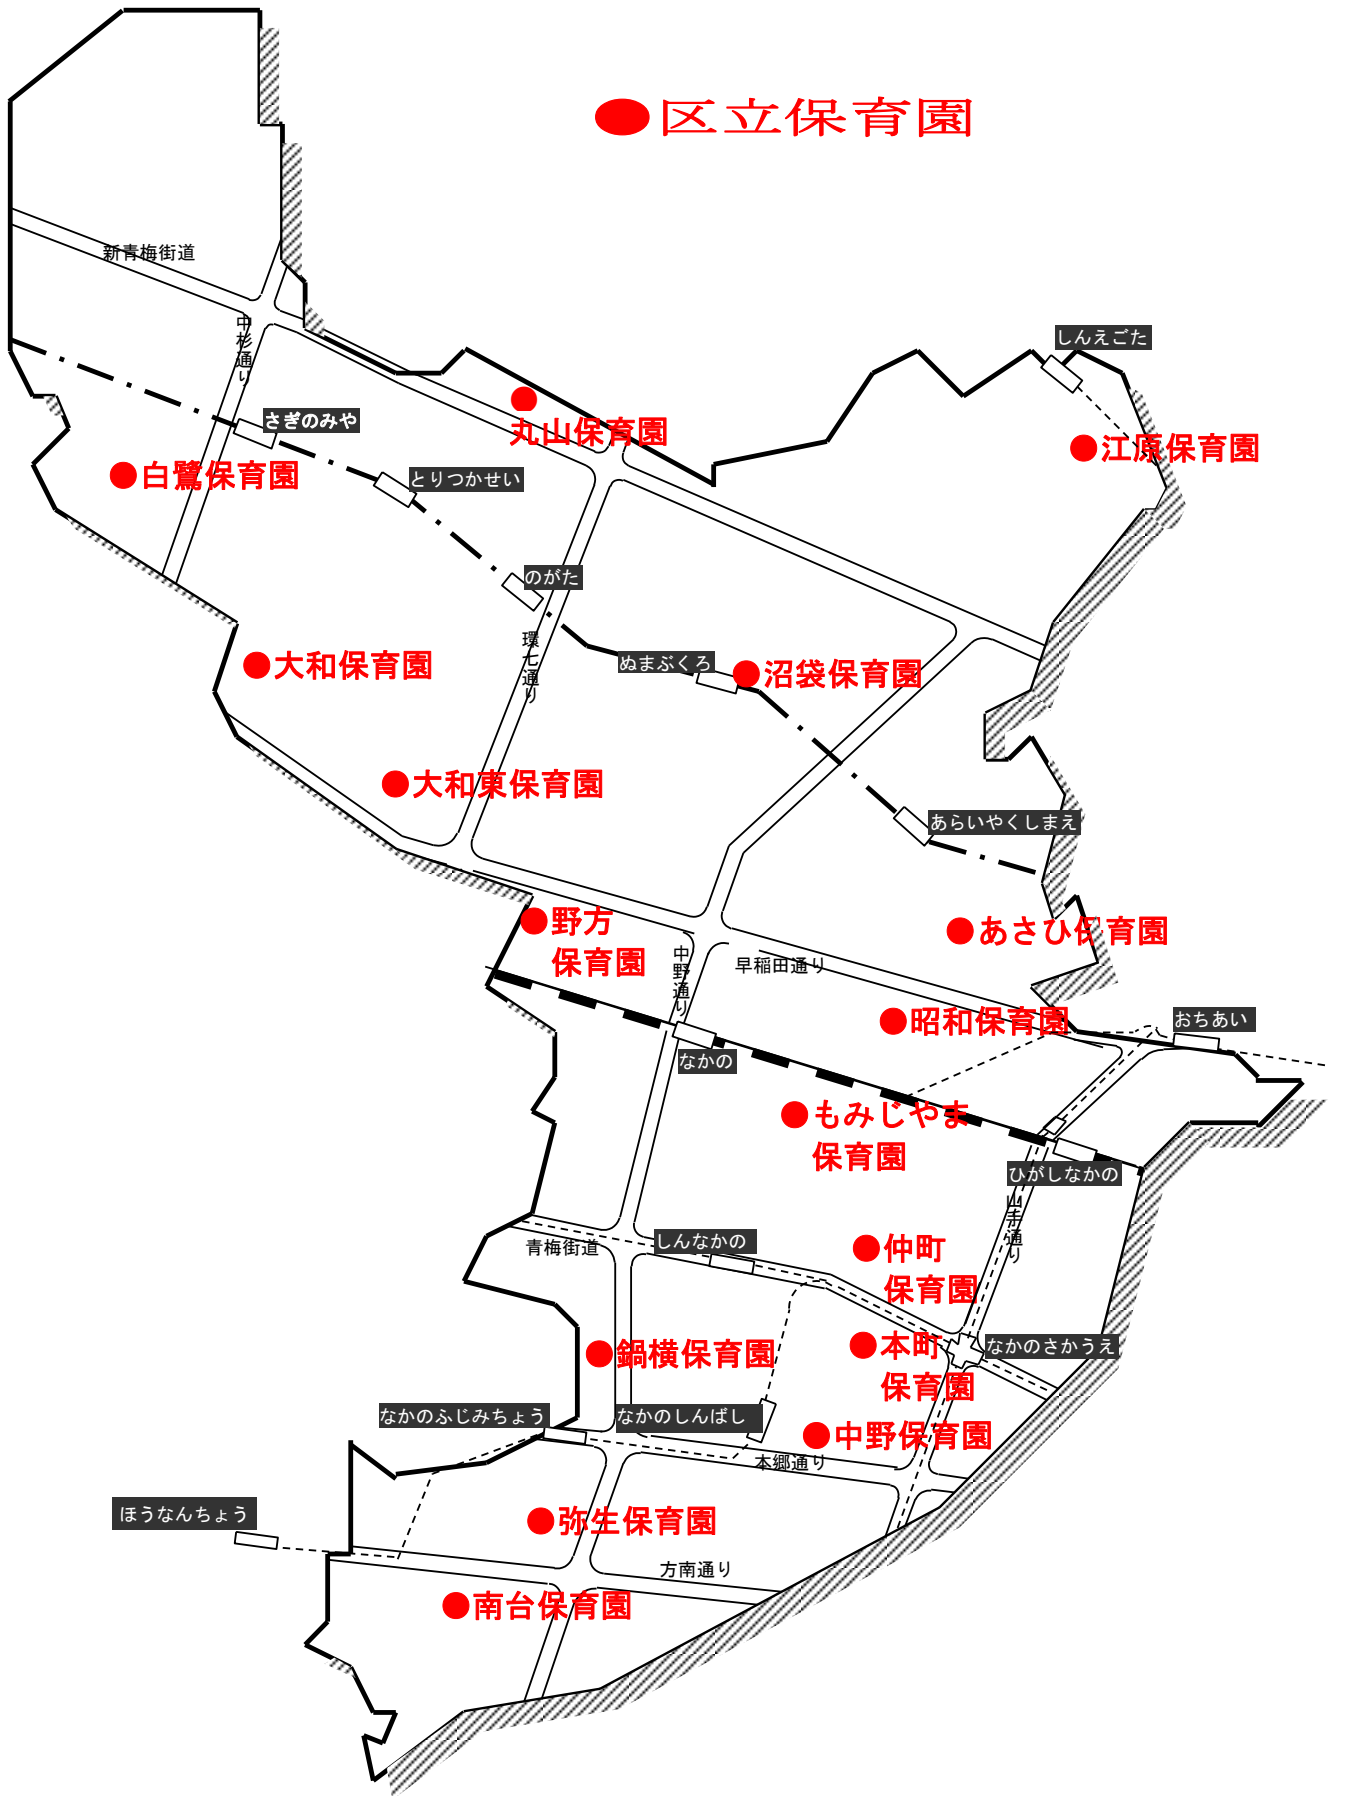 区立保育園
新青梅街道
中杉通り
しんえごた
さぎのみや
丸山保育園
江原保育園
白鷺保育園
とりつかせい
のがた
環七通り
ぬまぶくろ
沼袋保育園
大和保育園
大和東保育園
あらいやくしまえ
野方
保育園
あさひ保育園
中野通り
早稲田通り
昭和保育園
おちあい
なかの
もみじやま
保育園
ひがしなかの
山手通り
青梅街道
しんなかの
仲町
保育園
鍋横保育園
本町
保育園
なかのさかうえ
なかのふじみちょう
なかのしんばし
中野保育園
本郷通り
ほうなんちょう
弥生保育園
方南通り
南台保育園